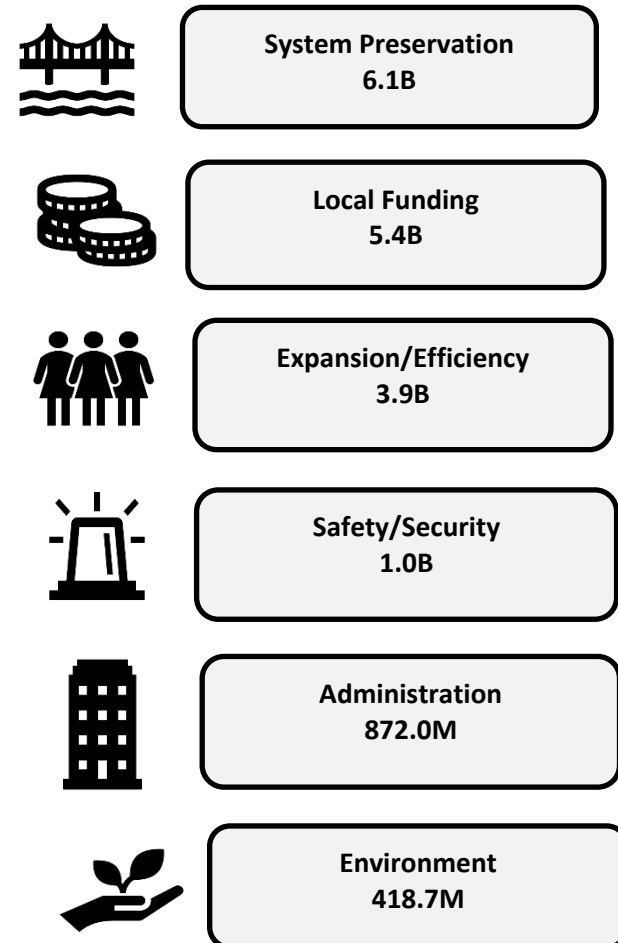 System Preservation
6.1B
Local Funding
5.4B
Expansion/Efficiency
3.9B
Safety/Security
1.0B
Administration
872.0M
Environment
418.7M